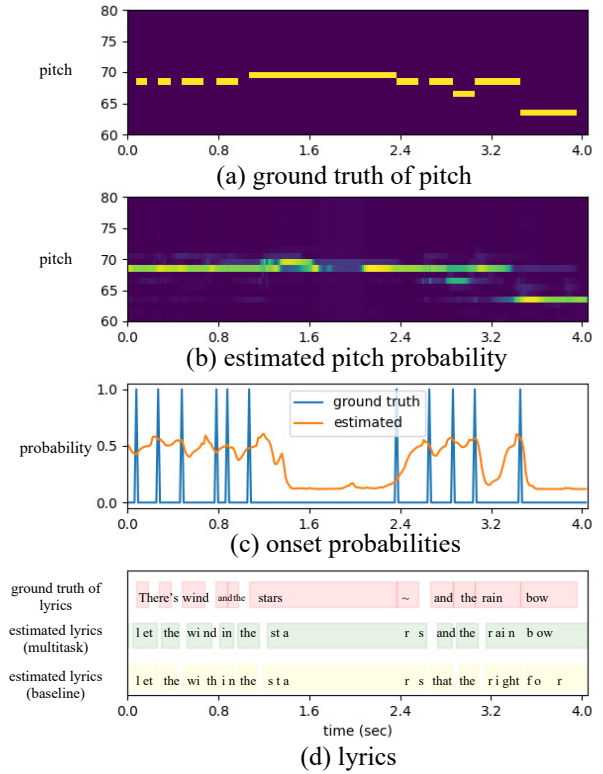 80
75
pitch 70
65
60
0.0 0.8 1.6 2.4 3.2 4.0
(a) ground truth of pitch
80
75
pitch 70
65
60
0.0 0.8 1.6 2.4 3.2 4.0
(b) estimated pitch probability
1.0
ground truth
estimated
probability 0.5
0.0
0.0 0.8 1.6 2.4 3.2 4.0
(c) onset probabilities
ground truth of
lyrics
There's wind and the stars ~ and the rain bow
estimated lyrics
(multitask)
l et the wi nd in the st a r s and the r ai n b ow
estimated lyrics
(baseline)
l et the wi th i n the s t a r s that the r i ght f o r
0.0 0.8 1.6 2.4 3.2 4.0
time (sec)
(d) lyrics